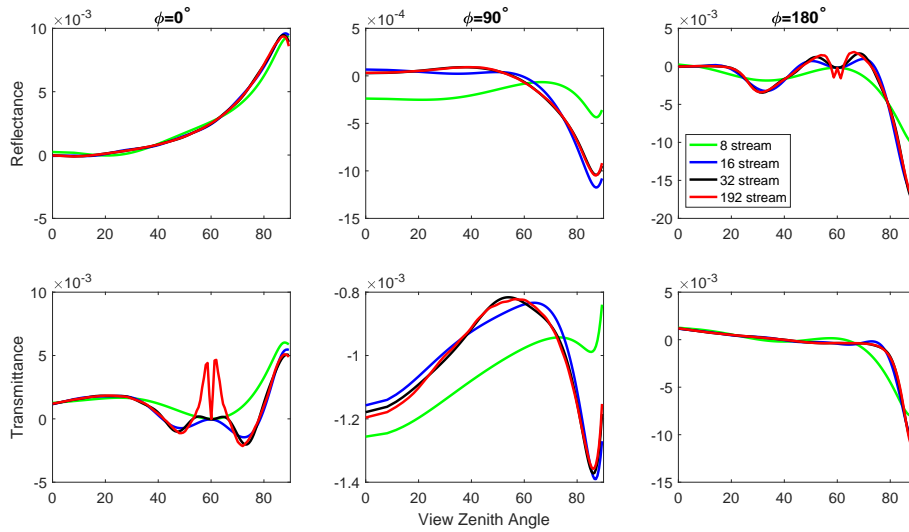 ϕ=0°
ϕ=90°
ϕ=180°
×10⁻³
×10⁻⁴
×10⁻³
10
5
0
-5
5
0
-5
-10
-15
5
0
-5
-10
-15
-20
Reflectance
8 stream
16 stream
32 stream
192 stream
0 20 40 60 80
0 20 40 60 80
0 20 40 60 80
×10⁻³
×10⁻³
×10⁻³
10
5
0
-5
-0.8
-1
-1.2
-1.4
5
0
-5
-10
-15
Transmittance
0 20 40 60 80
0 20 40 60 80
0 20 40 60 80
View Zenith Angle